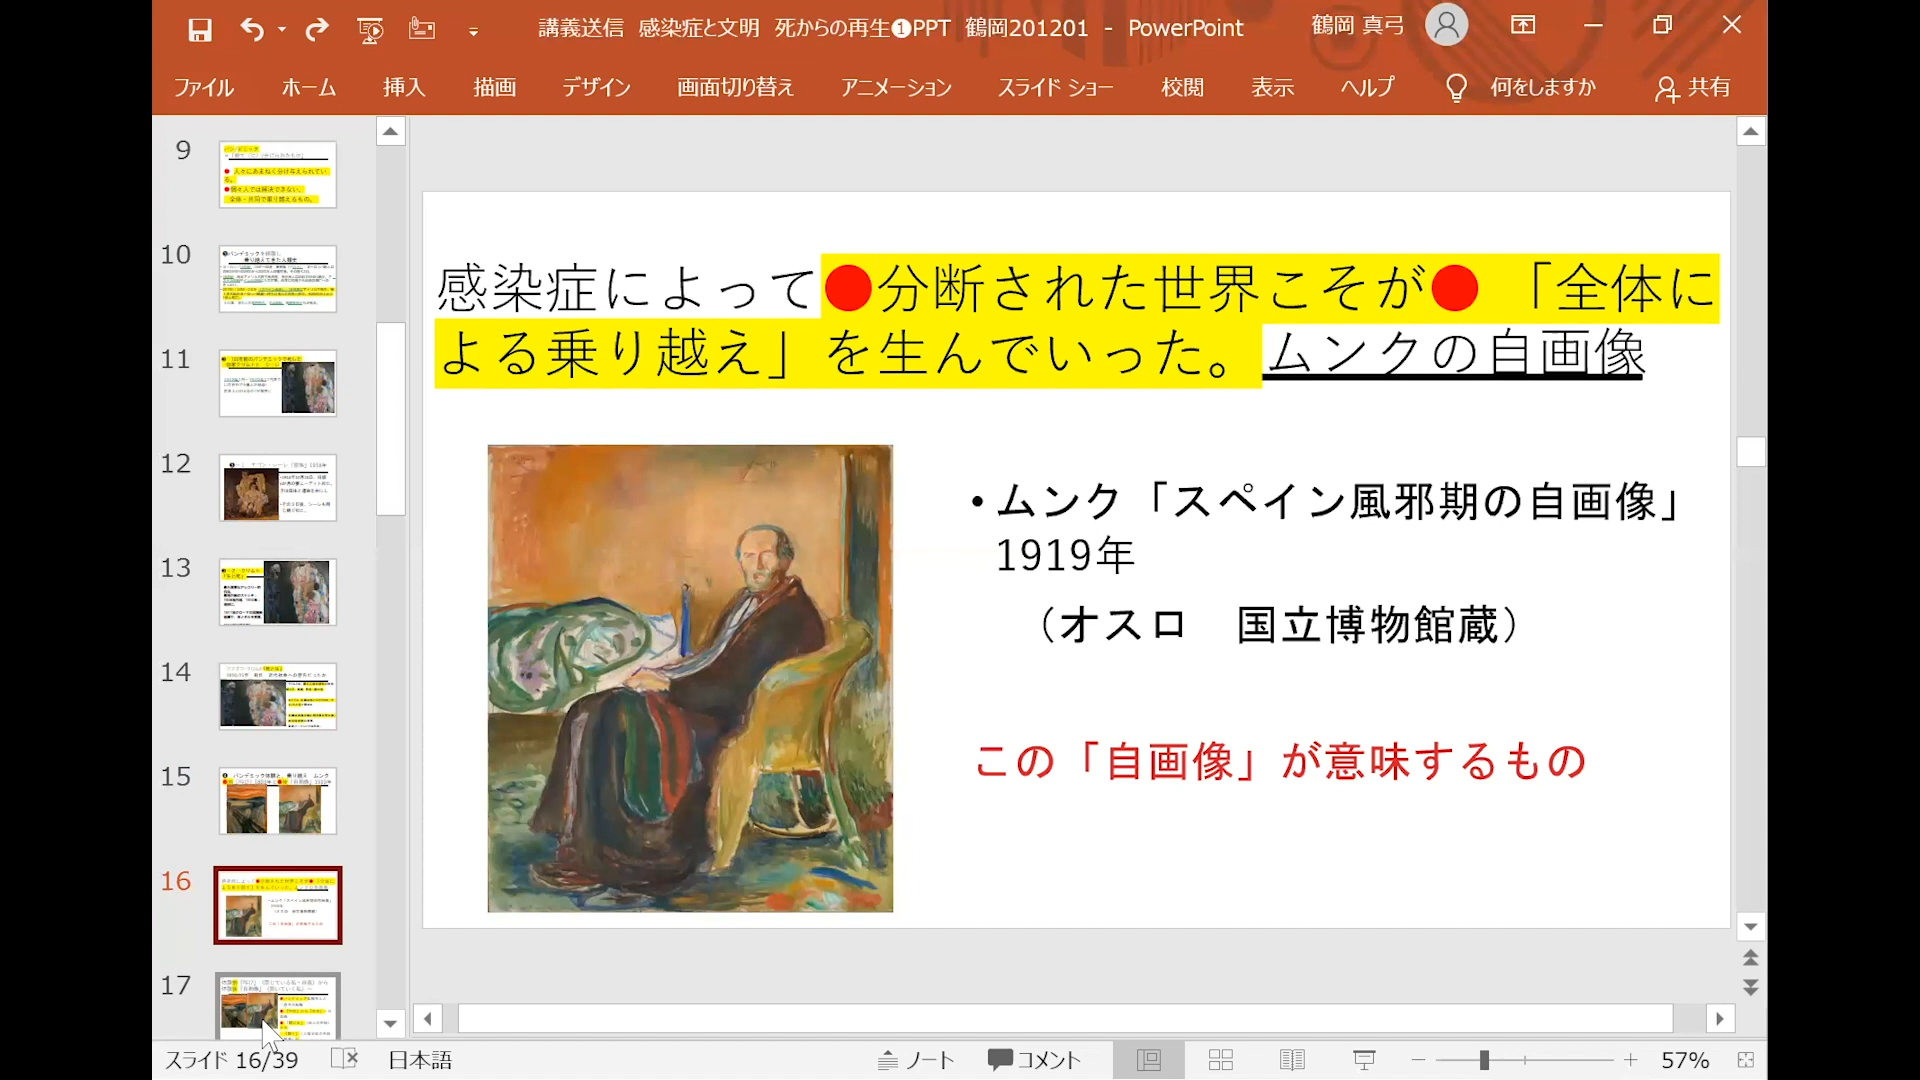 講義送信 感染症と文明 死からの再生❶PPT 鶴岡201201 - PowerPoint
鶴岡 真弓
ファイル ホーム 挿入 描画 デザイン 画面切り替え アニメーション スライド ショー 校閲 表示 ヘルプ 何をしますか 共有
9
10
11
12
13
14
15
16
17
感染症によって●分断された世界こそが●「全体に
よる乗り越え」を生んでいった。ムンクの自画像
• ムンク「スペイン風邪期の自画像」
1919年
（オスロ　国立博物館蔵）
この「自画像」が意味するもの
スライド 16/39 日本語 ノート コメント 57%